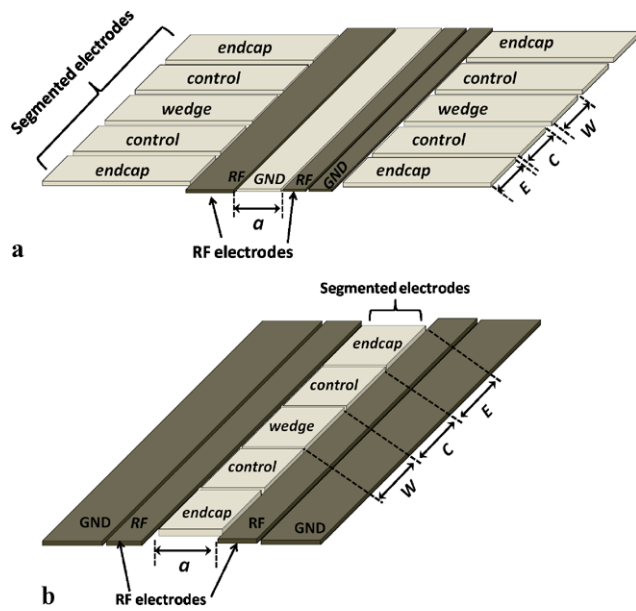 a
Segmented electrodes
endcap
control
wedge
control
endcap
RF
GND
RF
GND
endcap
control
wedge
control
endcap
W
C
E
a
RF electrodes
b
Segmented electrodes
endcap
control
wedge
control
endcap
GND
RF
RF
GND
E
C
W
a
RF electrodes